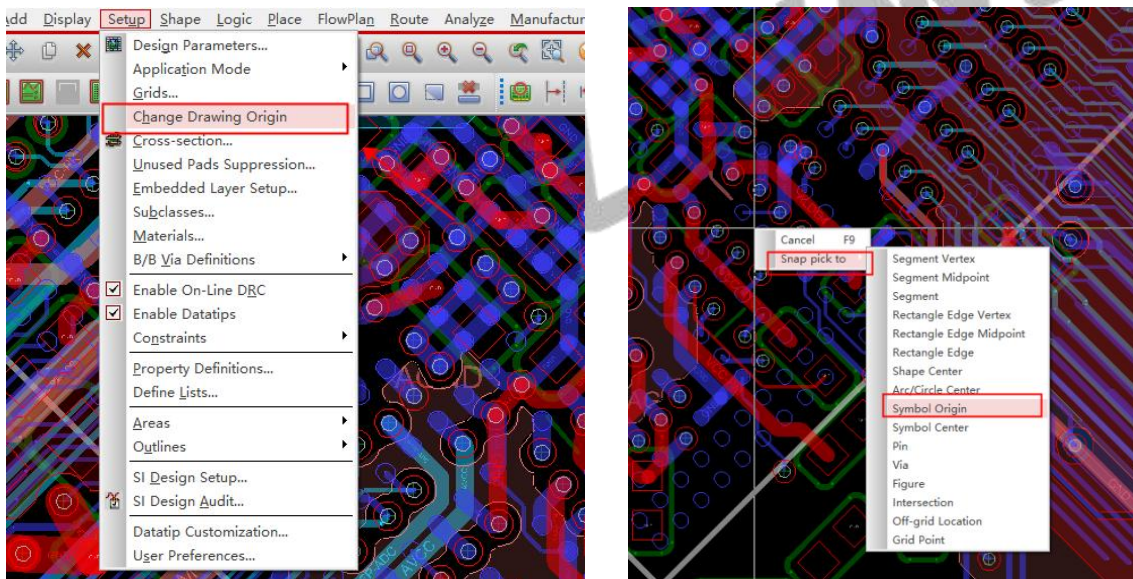 Add Display Setup Shape Logic Place FlowPlan Route Analyze Manufactur
Design Parameters...
Application Mode
Grids...
Change Drawing Origin
Cross-section...
Unused Pads Suppression...
Embedded Layer Setup...
Subclasses...
Materials...
B/B Via Definitions
Enable On-Line DRC
Enable Datatips
Constraints
Property Definitions...
Define Lists...
Areas
Outlines
SI Design Setup...
SI Design Audit...
Datatip Customization...
User Preferences...
Cancel F9
Snap pick to
Segment Vertex
Segment Midpoint
Segment
Rectangle Edge Vertex
Rectangle Edge Midpoint
Rectangle Edge
Shape Center
Arc/Circle Center
Symbol Origin
Symbol Center
Pin
Via
Figure
Intersection
Off-grid Location
Grid Point